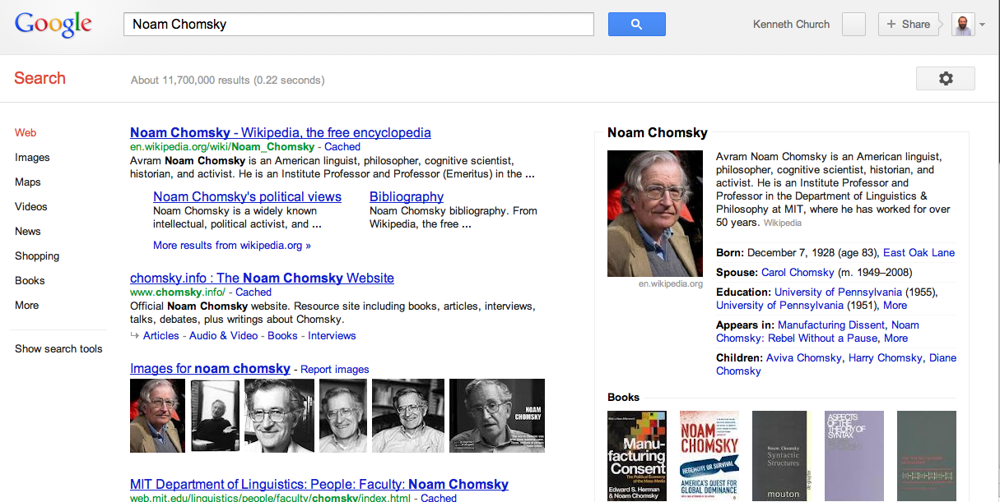 Google
Noam Chomsky
Kenneth Church
+ Share
Search
About 11,700,000 results (0.22 seconds)
Web
Images
Maps
Videos
News
Shopping
Books
More
Show search tools
Noam Chomsky - Wikipedia, the free encyclopedia
en.wikipedia.org/wiki/Noam_Chomsky - Cached
Avram Noam Chomsky is an American linguist, philosopher, cognitive scientist,
historian, and activist. He is an Institute Professor and Professor (Emeritus) in the ...
Noam Chomsky's political views
Noam Chomsky is a widely known
intellectual, political activist, and ...
Bibliography
Noam Chomsky bibliography. From
Wikipedia, the free ...
More results from wikipedia.org »
chomsky.info : The Noam Chomsky Website
www.chomsky.info/ - Cached
Official Noam Chomsky website. Resource site including books, articles, interviews,
talks, debates, plus writings about Chomsky.
Articles - Audio & Video - Books - Interviews
Images for noam chomsky - Report images
NOAM
CHOMSKY
MIT Department of Linguistics: People: Faculty: Noam Chomsky
web.mit.edu/linguistics/people/faculty/chomsky/index.html - Cached
Noam Chomsky
Avram Noam Chomsky is an American linguist,
philosopher, cognitive scientist, historian, and
activist. He is an Institute Professor and
Professor in the Department of Linguistics &
Philosophy at MIT, where he has worked for over
50 years. Wikipedia
en.wikipedia.org
Born: December 7, 1928 (age 83), East Oak Lane
Spouse: Carol Chomsky (m. 1949–2008)
Education: University of Pennsylvania (1955),
University of Pennsylvania (1951), More
Appears in: Manufacturing Dissent, Noam
Chomsky: Rebel Without a Pause, More
Children: Aviva Chomsky, Harry Chomsky, Diane
Chomsky
Books
Manu-
facturing
Consent
The Political Economy
of the Mass Media
Edward S. Herman
& Noam Chomsky
NOAM
CHOMSKY
HEGEMONY OR SURVIVAL
AMERICA'S QUEST FOR
GLOBAL DOMINANCE
Noam Chomsky
Syntactic
Structures
mouton
ASPECTS
OF THE
THEORY OF
SYNTAX